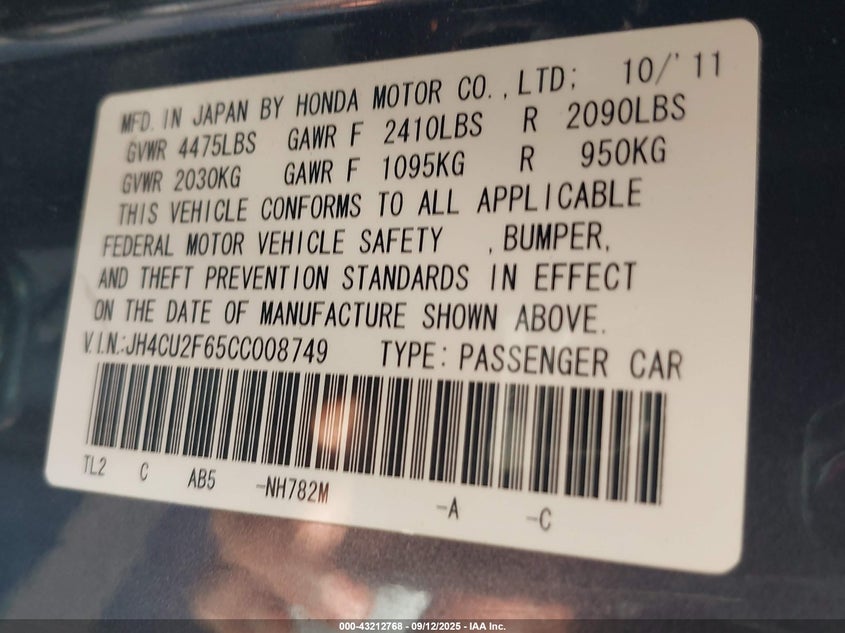 MFD. IN JAPAN BY HONDA MOTOR CO.,LTD; 10/'11
GVWR 4475LBS GAWR F 2410LBS R 2090LBS
GVWR 2030KG GAWR F 1095KG R 950KG
THIS VEHICLE CONFORMS TO ALL APPLICABLE
FEDERAL MOTOR VEHICLE SAFETY , BUMPER,
AND THEFT PREVENTION STANDARDS IN EFFECT
ON THE DATE OF MANUFACTURE SHOWN ABOVE.
V.I.N.:JH4CU2F65CC008749 TYPE: PASSENGER CAR
TL2 C AB5 -NH782M -A -C
000-43212768 - 09/12/2025 - IAA Inc.